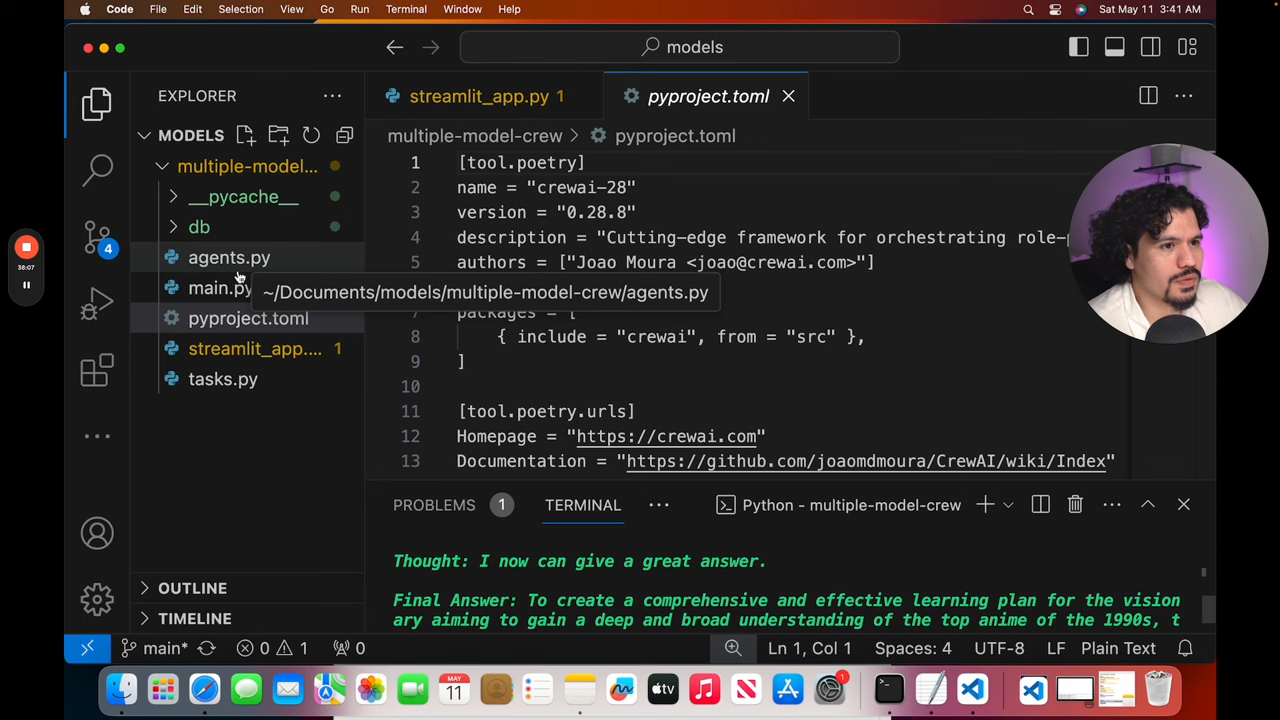 Code File Edit Selection View Go Run Terminal Window Help Sat May 11 3:41 AM
models
EXPLORER
MODELS
multiple-model...
__pycache__
db
agents.py
main.py
pyproject.toml
streamlit_app.... 1
tasks.py
OUTLINE
TIMELINE
4
38:07
streamlit_app.py 1
pyproject.toml
multiple-model-crew > pyproject.toml
1 [tool.poetry]
2 name = "crewai-28"
3 version = "0.28.8"
4 description = "Cutting-edge framework for orchestrating role-
5 authors = ["Joao Moura <joao@crewai.com>"]
~/Documents/models/multiple-model-crew/agents.py
7 packages = [
8 { include = "crewai", from = "src" },
9 ]
10
11 [tool.poetry.urls]
12 Homepage = "https://crewai.com"
13 Documentation = "https://github.com/joaomdmoura/CrewAI/wiki/Index"
PROBLEMS 1 TERMINAL Python - multiple-model-crew
Thought: I now can give a great answer.
Final Answer: To create a comprehensive and effective learning plan for the vision
ary aiming to gain a deep and broad understanding of the top anime of the 1990s, t
main* 0 1 0 Ln 1, Col 1 Spaces: 4 UTF-8 LF Plain Text
MAY
11
tv
1